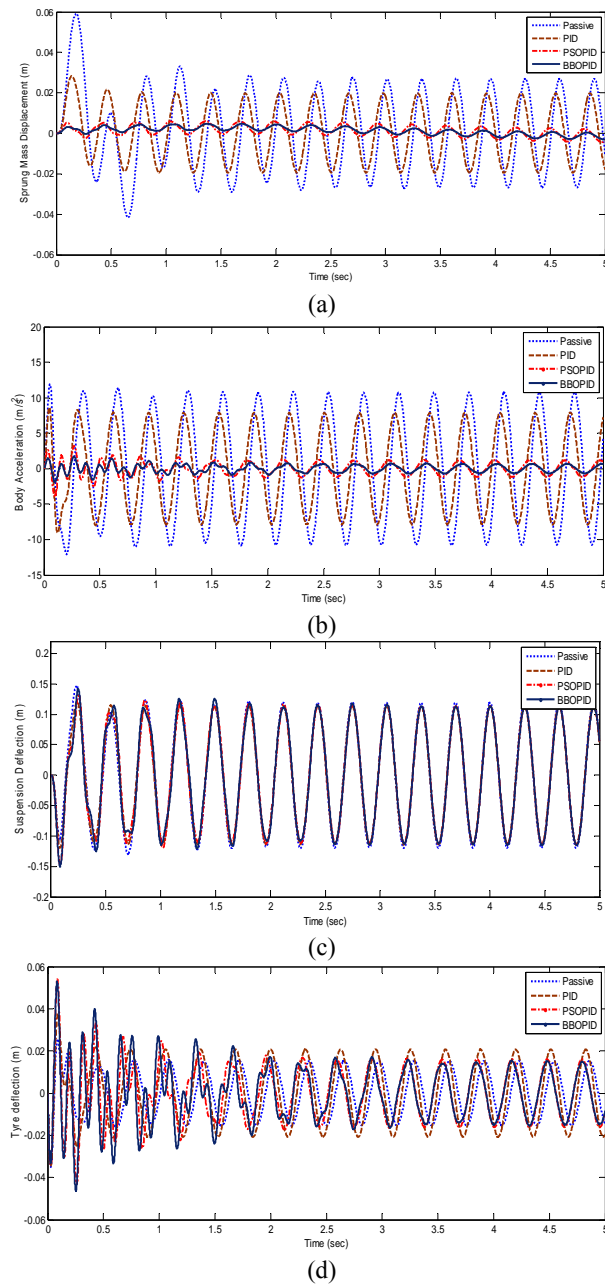 0.06
0.04
0.02
0
-0.02
-0.04
0.06
Sprung Mass Displacement (m)
Passive
PID
PSOPID
BBOPID
0 0.5 1 1.5 2 2.5 3 3.5 4 4.5 5
Time (sec)
(a)
20
15
10
5
0
-5
-10
-15
Body Acceleration (m/s²)
Passive
PID
PSOPID
BBOPID
0 0.5 1 1.5 2 2.5 3 3.5 4 4.5 5
Time (sec)
(b)
0.2
0.15
0.1
0.05
0
-0.05
-0.1
-0.15
-0.2
Suspension Deflection (m)
Passive
PID
PSOPID
BBOPID
0 0.5 1 1.5 2 2.5 3 3.5 4 4.5 5
Time (sec)
(c)
0.06
0.04
0.02
0
-0.02
-0.04
0.06
Tyre deflection (m)
Passive
PID
PSOPID
BBOPID
0 0.5 1 1.5 2 2.5 3 3.5 4 4.5 5
Time (sec)
(d)